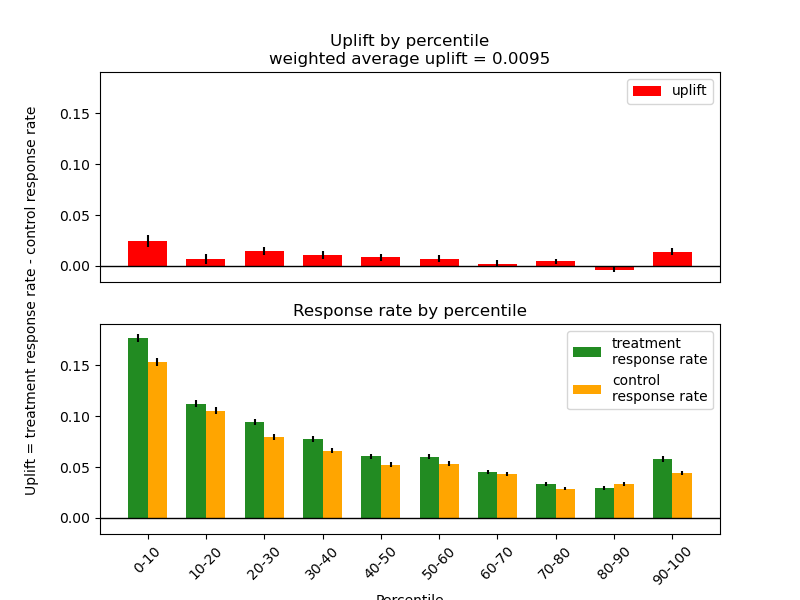 Uplift by percentile
weighted average uplift = 0.0095
uplift
0.15
0.10
0.05
0.00
Uplift = treatment response rate - control response rate
Response rate by percentile
treatment
response rate
control
response rate
0.15
0.10
0.05
0.00
0-10
10-20
20-30
30-40
40-50
50-60
60-70
70-80
80-90
90-100
Percentile